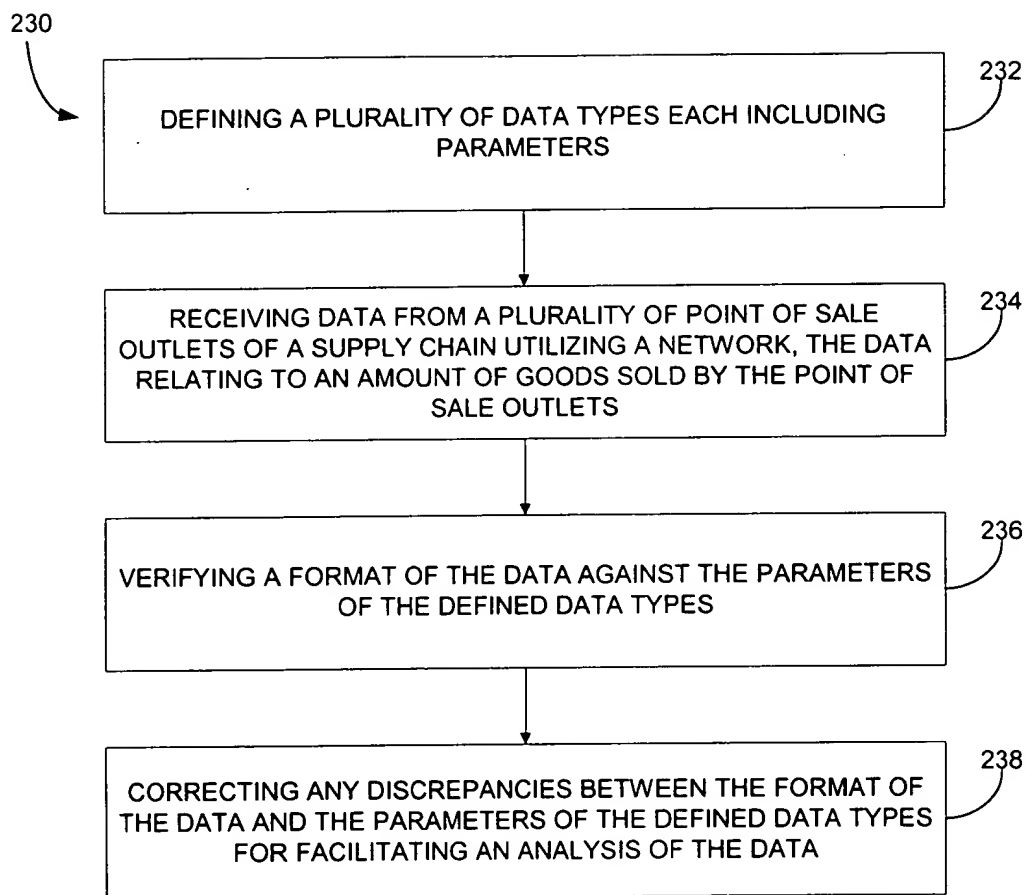 230
232
DEFINING A PLURALITY OF DATA TYPES EACH INCLUDING
PARAMETERS
234
RECEIVING DATA FROM A PLURALITY OF POINT OF SALE
OUTLETS OF A SUPPLY CHAIN UTILIZING A NETWORK, THE DATA
RELATING TO AN AMOUNT OF GOODS SOLD BY THE POINT OF
SALE OUTLETS
236
VERIFYING A FORMAT OF THE DATA AGAINST THE PARAMETERS
OF THE DEFINED DATA TYPES
238
CORRECTING ANY DISCREPANCIES BETWEEN THE FORMAT OF
THE DATA AND THE PARAMETERS OF THE DEFINED DATA TYPES
FOR FACILITATING AN ANALYSIS OF THE DATA